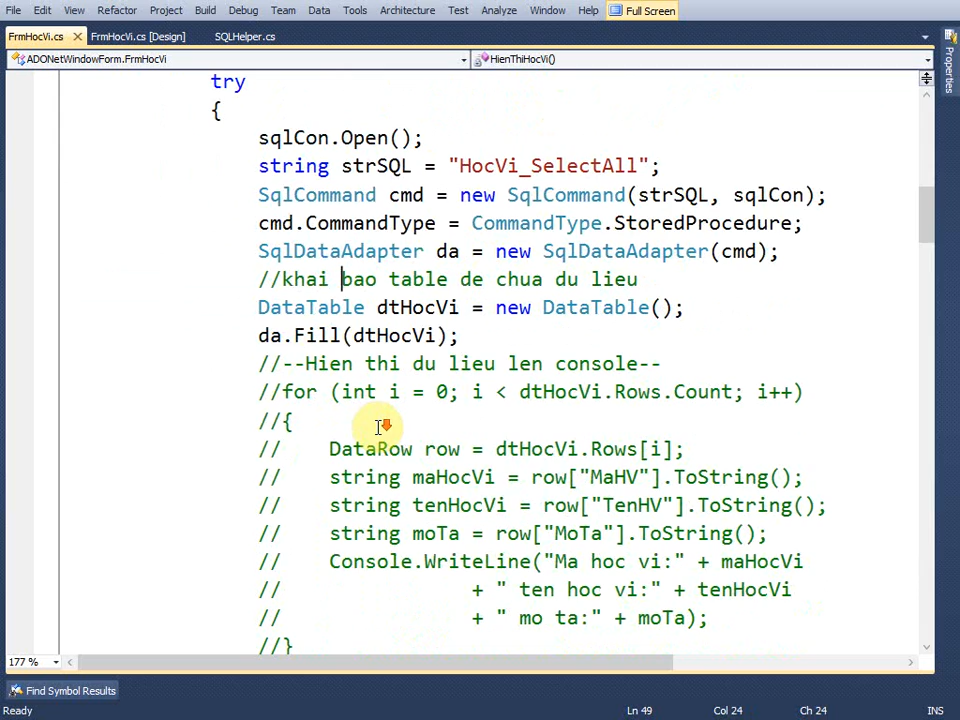 File Edit View Refactor Project Build Debug Team Data Tools Architecture Test Analyze Window Help Full Screen
FrmHocVi.cs FrmHocVi.cs [Design] SQLHelper.cs
ADONetWindowForm.FrmHocVi HienThiHocVi()
Properties
try
{
sqlCon.Open();
string strSQL = "HocVi_SelectAll";
SqlCommand cmd = new SqlCommand(strSQL, sqlCon);
cmd.CommandType = CommandType.StoredProcedure;
SqlDataAdapter da = new SqlDataAdapter(cmd);
//khai bao table de chua du lieu
DataTable dtHocVi = new DataTable();
da.Fill(dtHocVi);
//--Hien thi du lieu len console--
//for (int i = 0; i < dtHocVi.Rows.Count; i++)
//{
//    DataRow row = dtHocVi.Rows[i];
//    string maHocVi = row["MaHV"].ToString();
//    string tenHocVi = row["TenHV"].ToString();
//    string moTa = row["MoTa"].ToString();
//    Console.WriteLine("Ma hoc vi:" + maHocVi
//                + " ten hoc vi:" + tenHocVi
//                + " mo ta:" + moTa);
//}
177 %
Find Symbol Results
Ready Ln 49 Col 24 Ch 24 INS